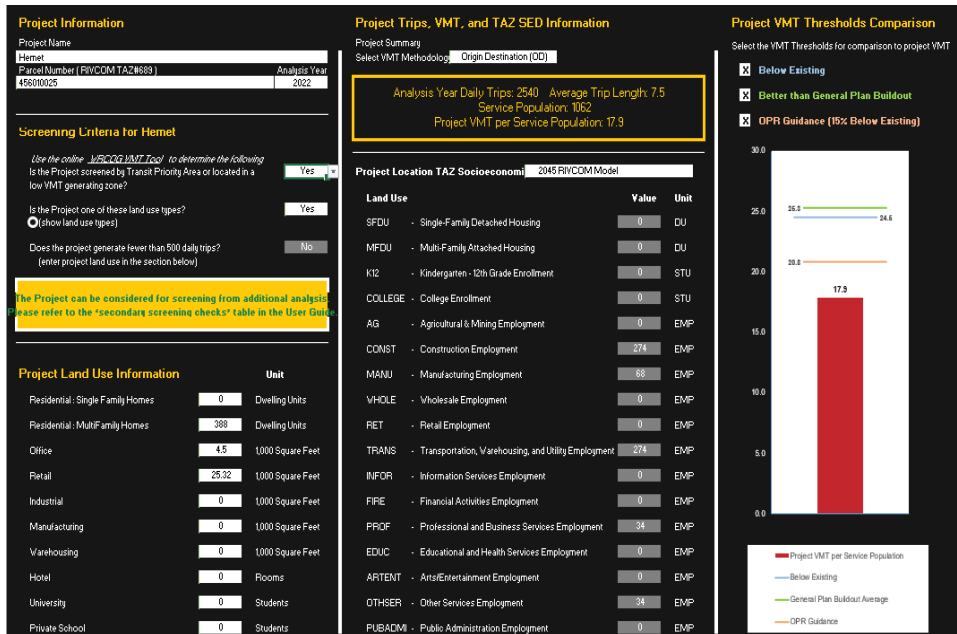 Project Information
Project Name
Hemet
Parcel Number ( RIVCOM TAZ#689 ) Analysis Year
456010025 2022
Screening Criteria for Hemet
Use the online WRCOG VMT Tool to determine the following
Is the Project screened by Transit Priority Area or located in a
low VMT generating zone? Yes
Is the Project one of these land use types? Yes
(show land use types)
Does the project generate fewer than 500 daily trips? No
(enter project land use in the section below)
The Project can be considered for screening from additional analysis.
Please refer to the 'secondary screening checks' table in the User Guide.
Project Land Use Information Unit
Residential : Single Family Homes 0 Dwelling Units
Residential : MultiFamily Homes 388 Dwelling Units
Office 4.5 1,000 Square Feet
Retail 25.32 1,000 Square Feet
Industrial 0 1,000 Square Feet
Manufacturing 0 1,000 Square Feet
Warehousing 0 1,000 Square Feet
Hotel 0 Rooms
University 0 Students
Private School 0 Students
Project Trips, VMT, and TAZ SED Information
Project Summary
Select VMT Methodology Origin Destination (OD)
Analysis Year Daily Trips: 2540 Average Trip Length: 7.5
Service Population: 1062
Project VMT per Service Population: 17.9
Project Location TAZ Socioeconomi 2045 RIVCOM Model
Land Use Value Unit
SFDU - Single-Family Detached Housing 0 DU
MFDU - Multi-Family Attached Housing 0 DU
K12 - Kindergarten - 12th Grade Enrollment 0 STU
COLLEGE - College Enrollment 0 STU
AG - Agricultural & Mining Employment 0 EMP
CONST - Construction Employment 274 EMP
MANU - Manufacturing Employment 68 EMP
WHOLE - Wholesale Employment 0 EMP
RET - Retail Employment 0 EMP
TRANS - Transportation, Warehousing, and Utility Employment 274 EMP
INFOR - Information Services Employment 0 EMP
FIRE - Financial Activities Employment 0 EMP
PROF - Professional and Business Services Employment 34 EMP
EDUC - Educational and Health Services Employment 0 EMP
ARTENT - Arts/Entertainment Employment 0 EMP
OTHSER - Other Services Employment 34 EMP
PUBADMI - Public Administration Employment 0 EMP
Project VMT Thresholds Comparison
Select the VMT Thresholds for comparison to project VMT
X Below Existing
X Better than General Plan Buildout
X OPR Guidance (15% Below Existing)
30.0
25.0
20.0
15.0
10.0
5.0
0.0
24.6
17.9
Project VMT per Service Population
Below Existing
General Plan Buildout Average
OPR Guidance